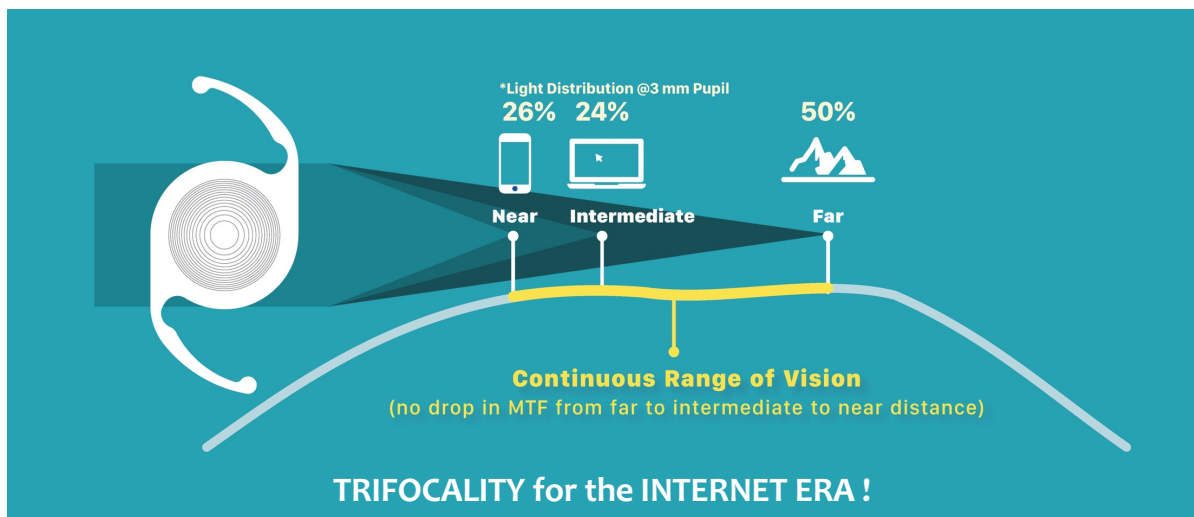 *Light Distribution @3 mm Pupil
26% 24% 50%
Near Intermediate Far
Continuous Range of Vision
(no drop in MTF from far to intermediate to near distance)
TRIFOCALITY for the INTERNET ERA !